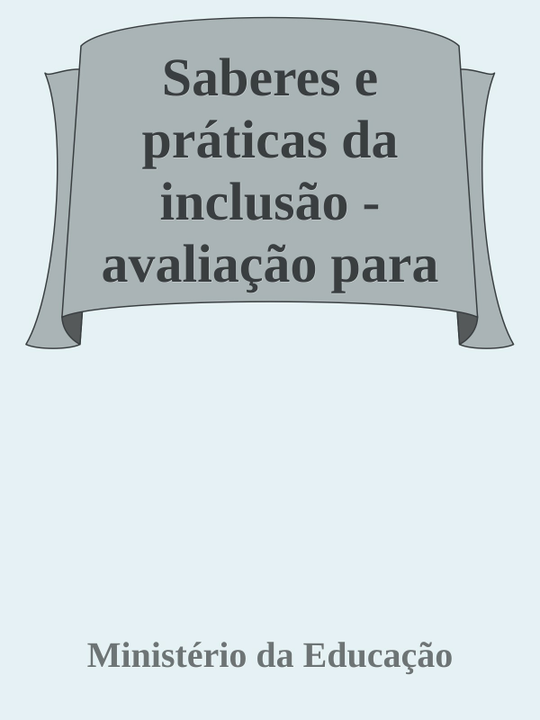 Saberes e
práticas da
inclusão -
avaliação para
Ministério da Educação